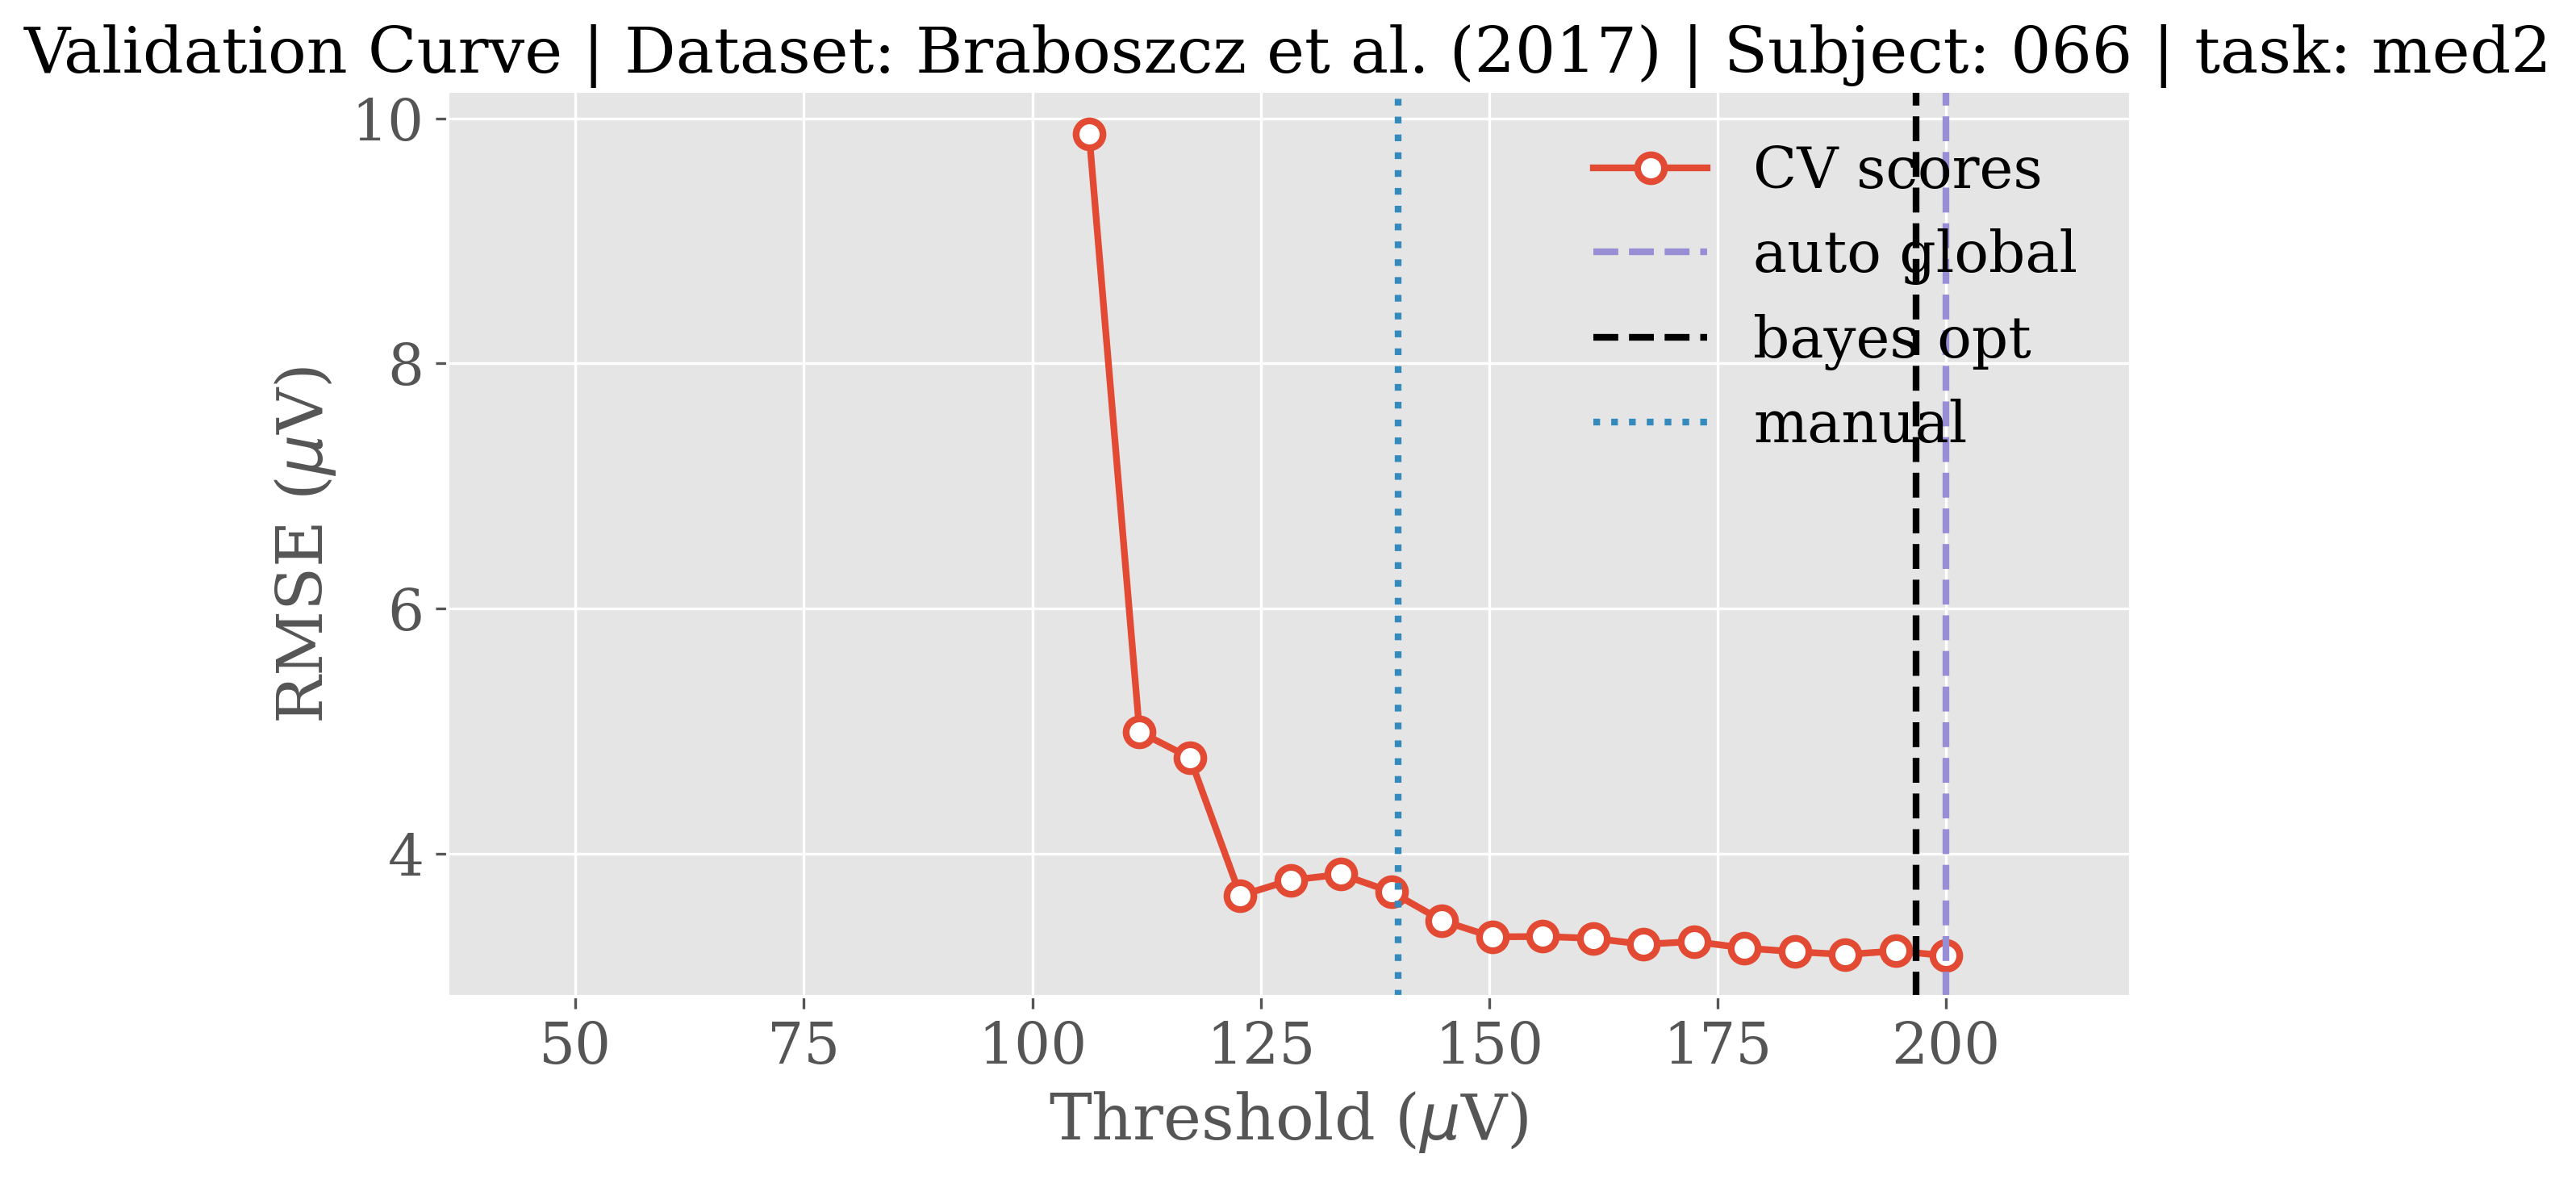 Validation Curve | Dataset: Braboszcz et al. (2017) | Subject: 066 | task: med2
10
8
6
4
RMSE (μV)
CV scores
auto global
bayes opt
manual
50 75 100 125 150 175 200
Threshold (μV)